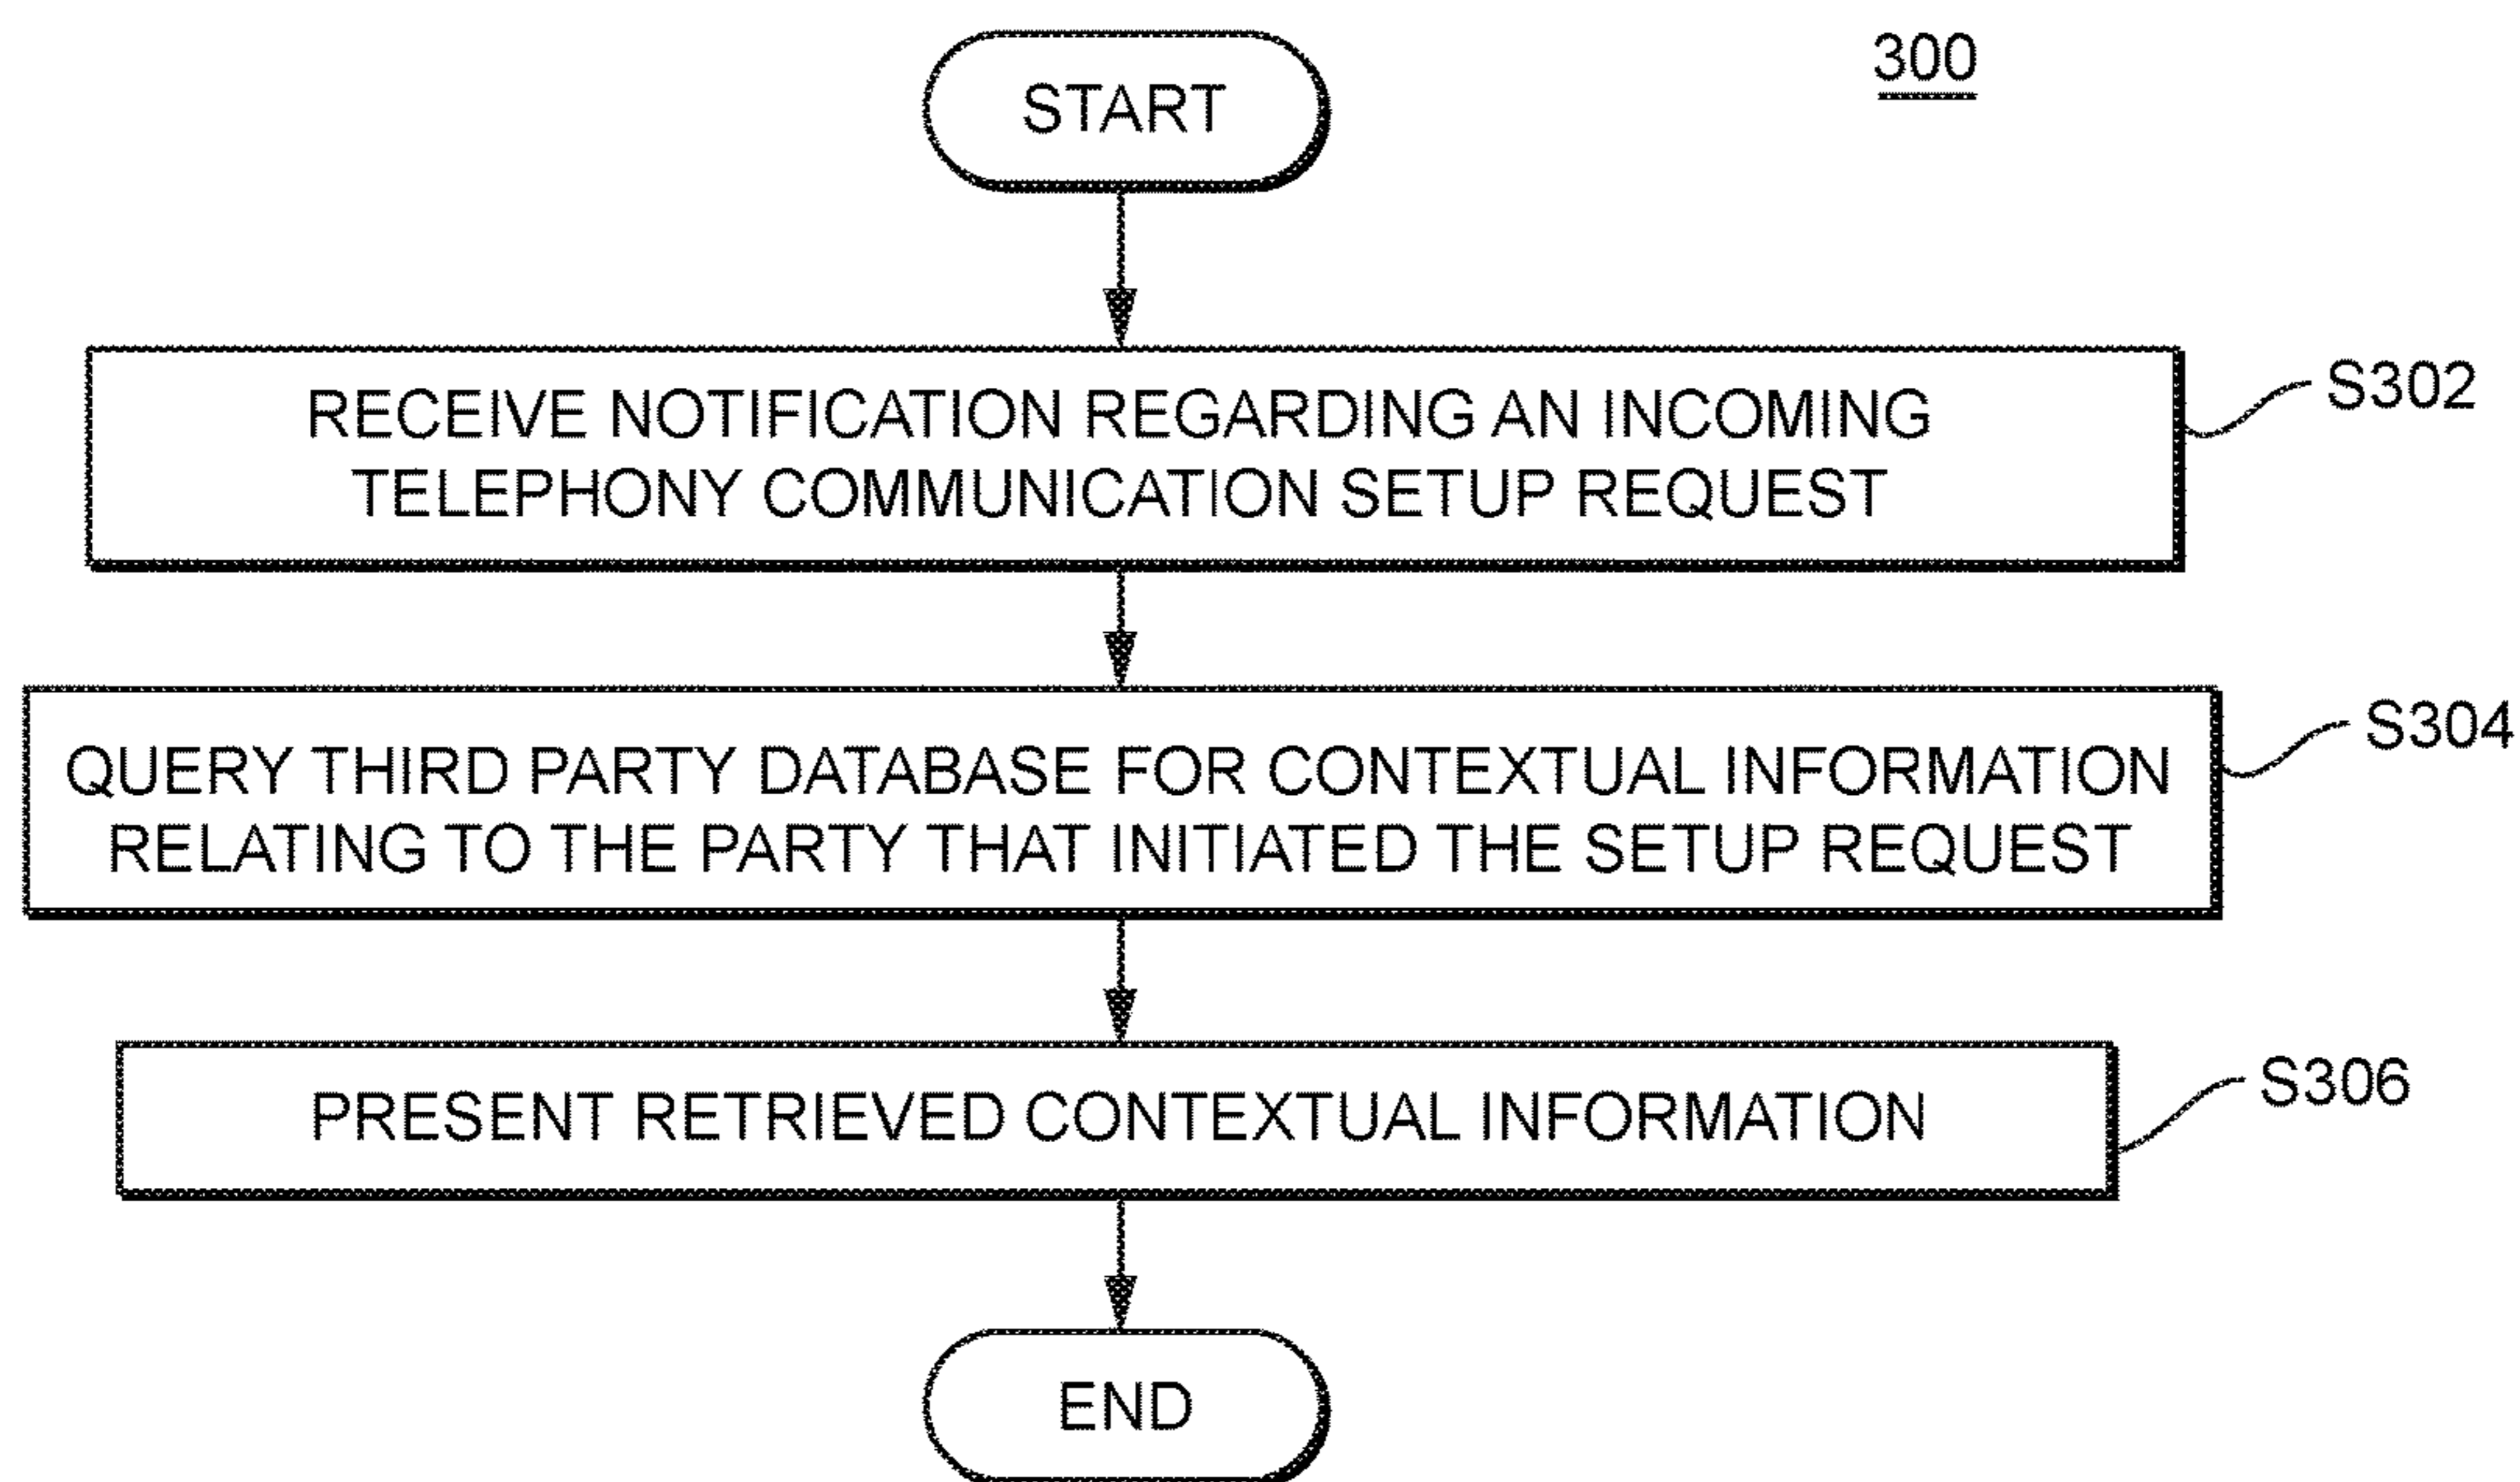 300
START
RECEIVE NOTIFICATION REGARDING AN INCOMING
TELEPHONY COMMUNICATION SETUP REQUEST
S302
QUERY THIRD PARTY DATABASE FOR CONTEXTUAL INFORMATION
RELATING TO THE PARTY THAT INITIATED THE SETUP REQUEST
S304
PRESENT RETRIEVED CONTEXTUAL INFORMATION
S306
END